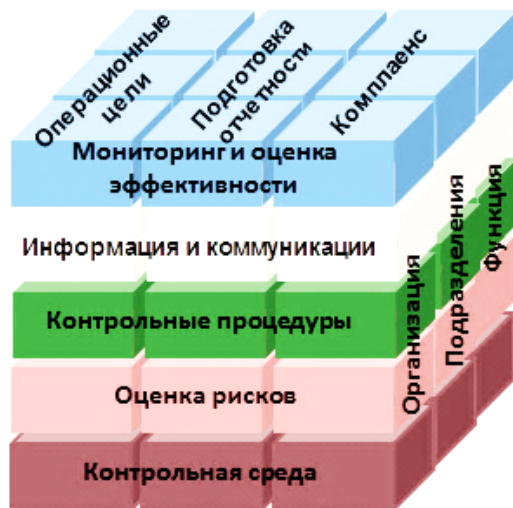 Операционные
цели
Подготовка
отчетности
Комплаенс
Мониторинг и оценка
эффективности
Информация и коммуникации
Контрольные процедуры
Оценка рисков
Контрольная среда
Организация
Подразделения
Функция